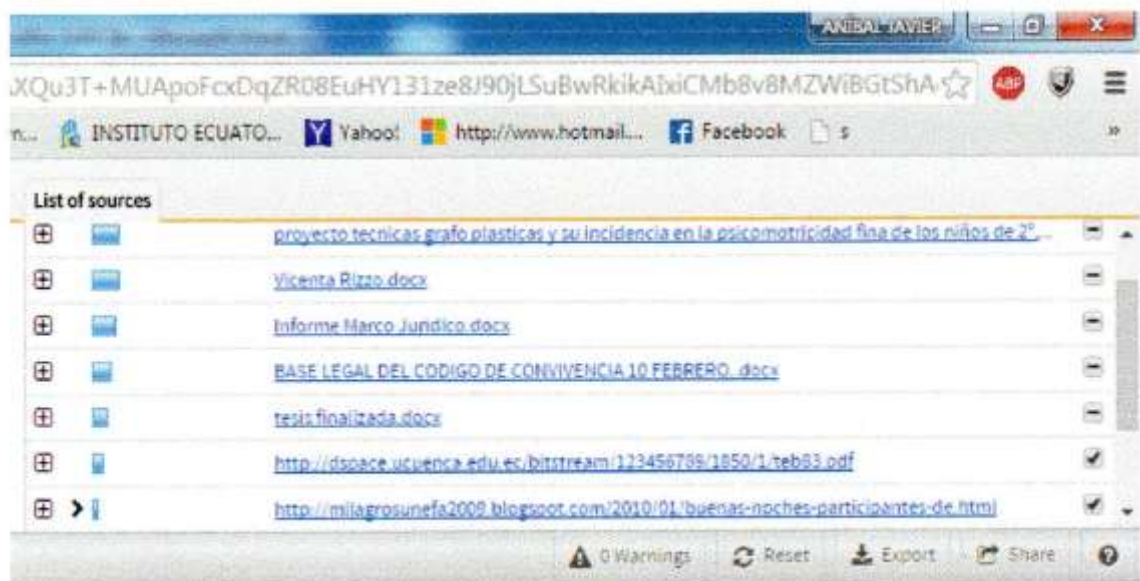 ANIBAL JAVIER
XQu3T+MUApoFcxDqZR08EuHY131ze8J90jLSuBwRkikAIxiCMb8v8MZWiBGtShA
ABP
n... INSTITUTO ECUATO... Yahoo! http://www.hotmail.... Facebook s »
List of sources
proyecto tecnicas grafo plasticas y su incidencia en la psicomotricidad fina de los niños de 2°...
Vicenta Rizzo.docx
Informe Marco Juridico.docx
BASE LEGAL DEL CODIGO DE CONVIVENCIA 10 FEBRERO..docx
tesis finalizada.docx
http://dspace.ucuenca.edu.ec/bitstream/123456789/1850/1/teb83.pdf
http://milagrosunefa2009.blogspot.com/2010/01/buenas-noches-participantes-de.html
0 Warnings Reset Export Share ?